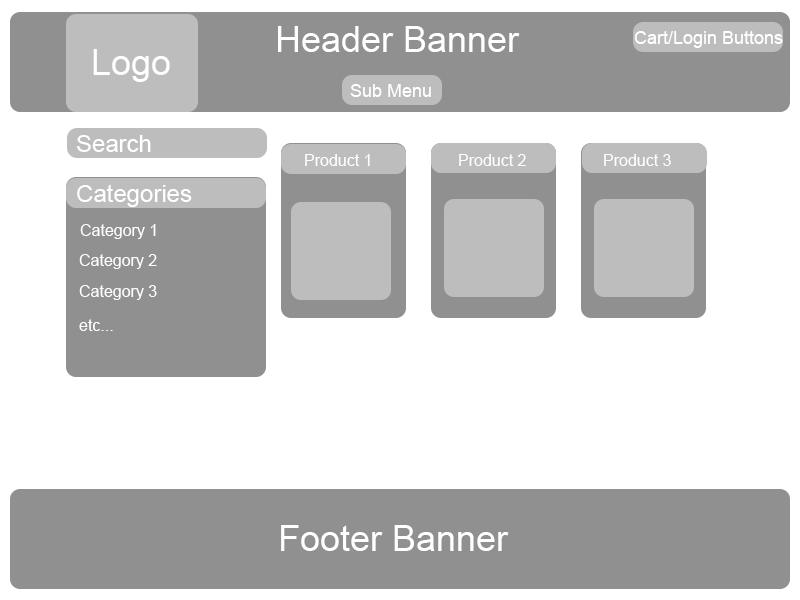 Logo
Header Banner
Cart/Login Buttons
Sub Menu
Search
Categories
Category 1
Category 2
Category 3
etc...
Product 1
Product 2
Product 3
Footer Banner